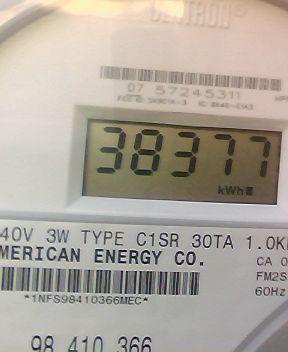 CENTRON®
07 57245311
38377
kWh
40V 3W TYPE C1SR 30TA 1.0K
MERICAN ENERGY CO.
CA 0
FM2S
60Hz
*1NFS98410366MEC*
98 410 366